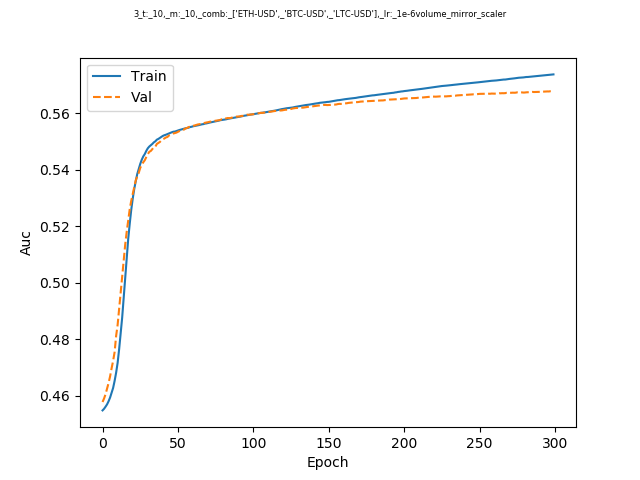 3_t:_10,_m:_10,_comb:_['ETH-USD',_'BTC-USD',_'LTC-USD'],_lr:_1e-6volume_mirror_scaler
Train
Val
Auc
0.56
0.54
0.52
0.50
0.48
0.46
0 50 100 150 200 250 300
Epoch